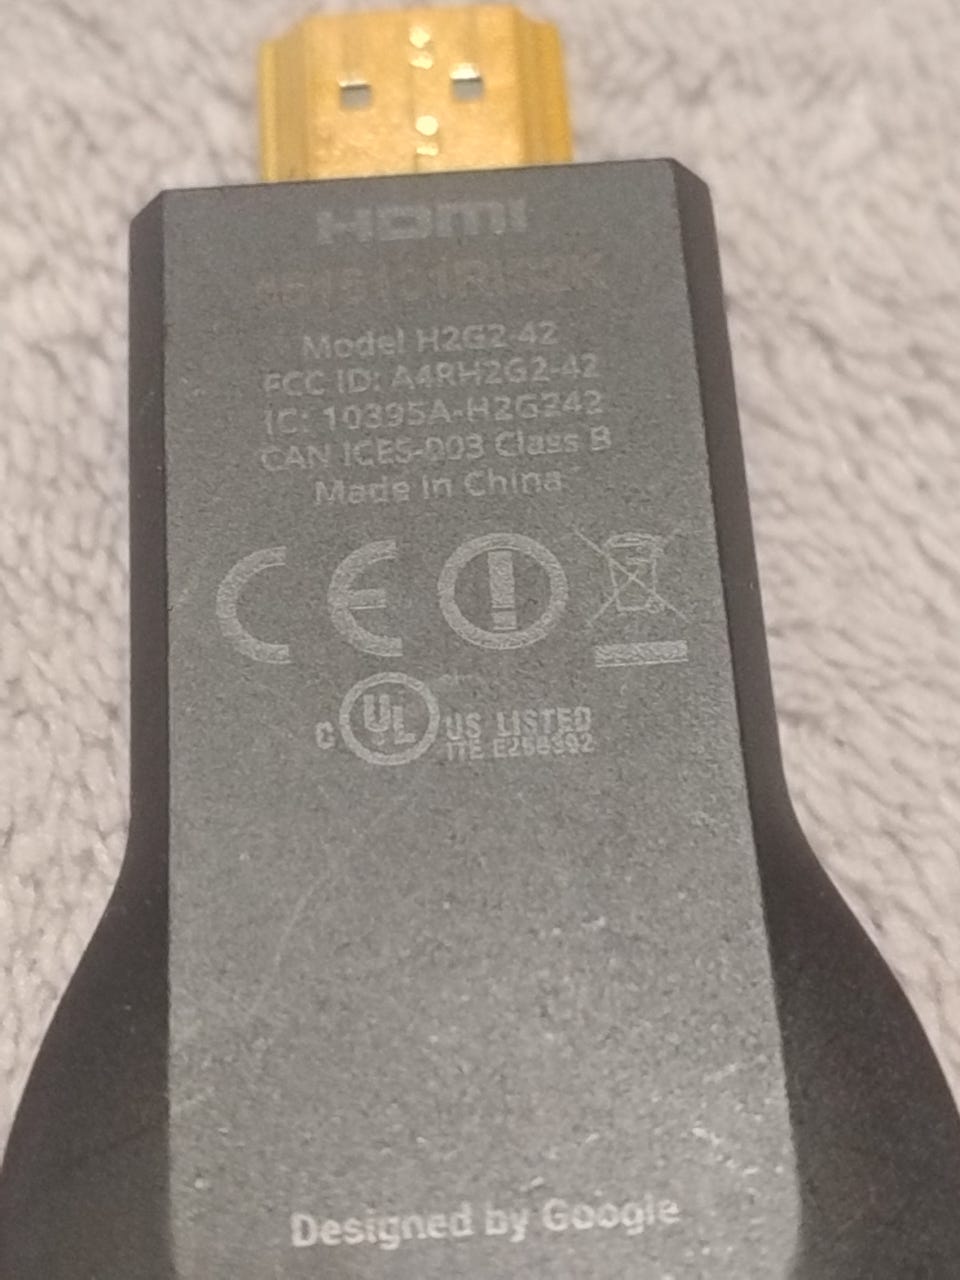 HDMI
Model H2G2-42
FCC ID: A4RH2G2-42
IC: 10395A-H2G242
CAN ICES-003 Class B
Made in China
CE
C UL US LISTED
ITE
Designed by Google